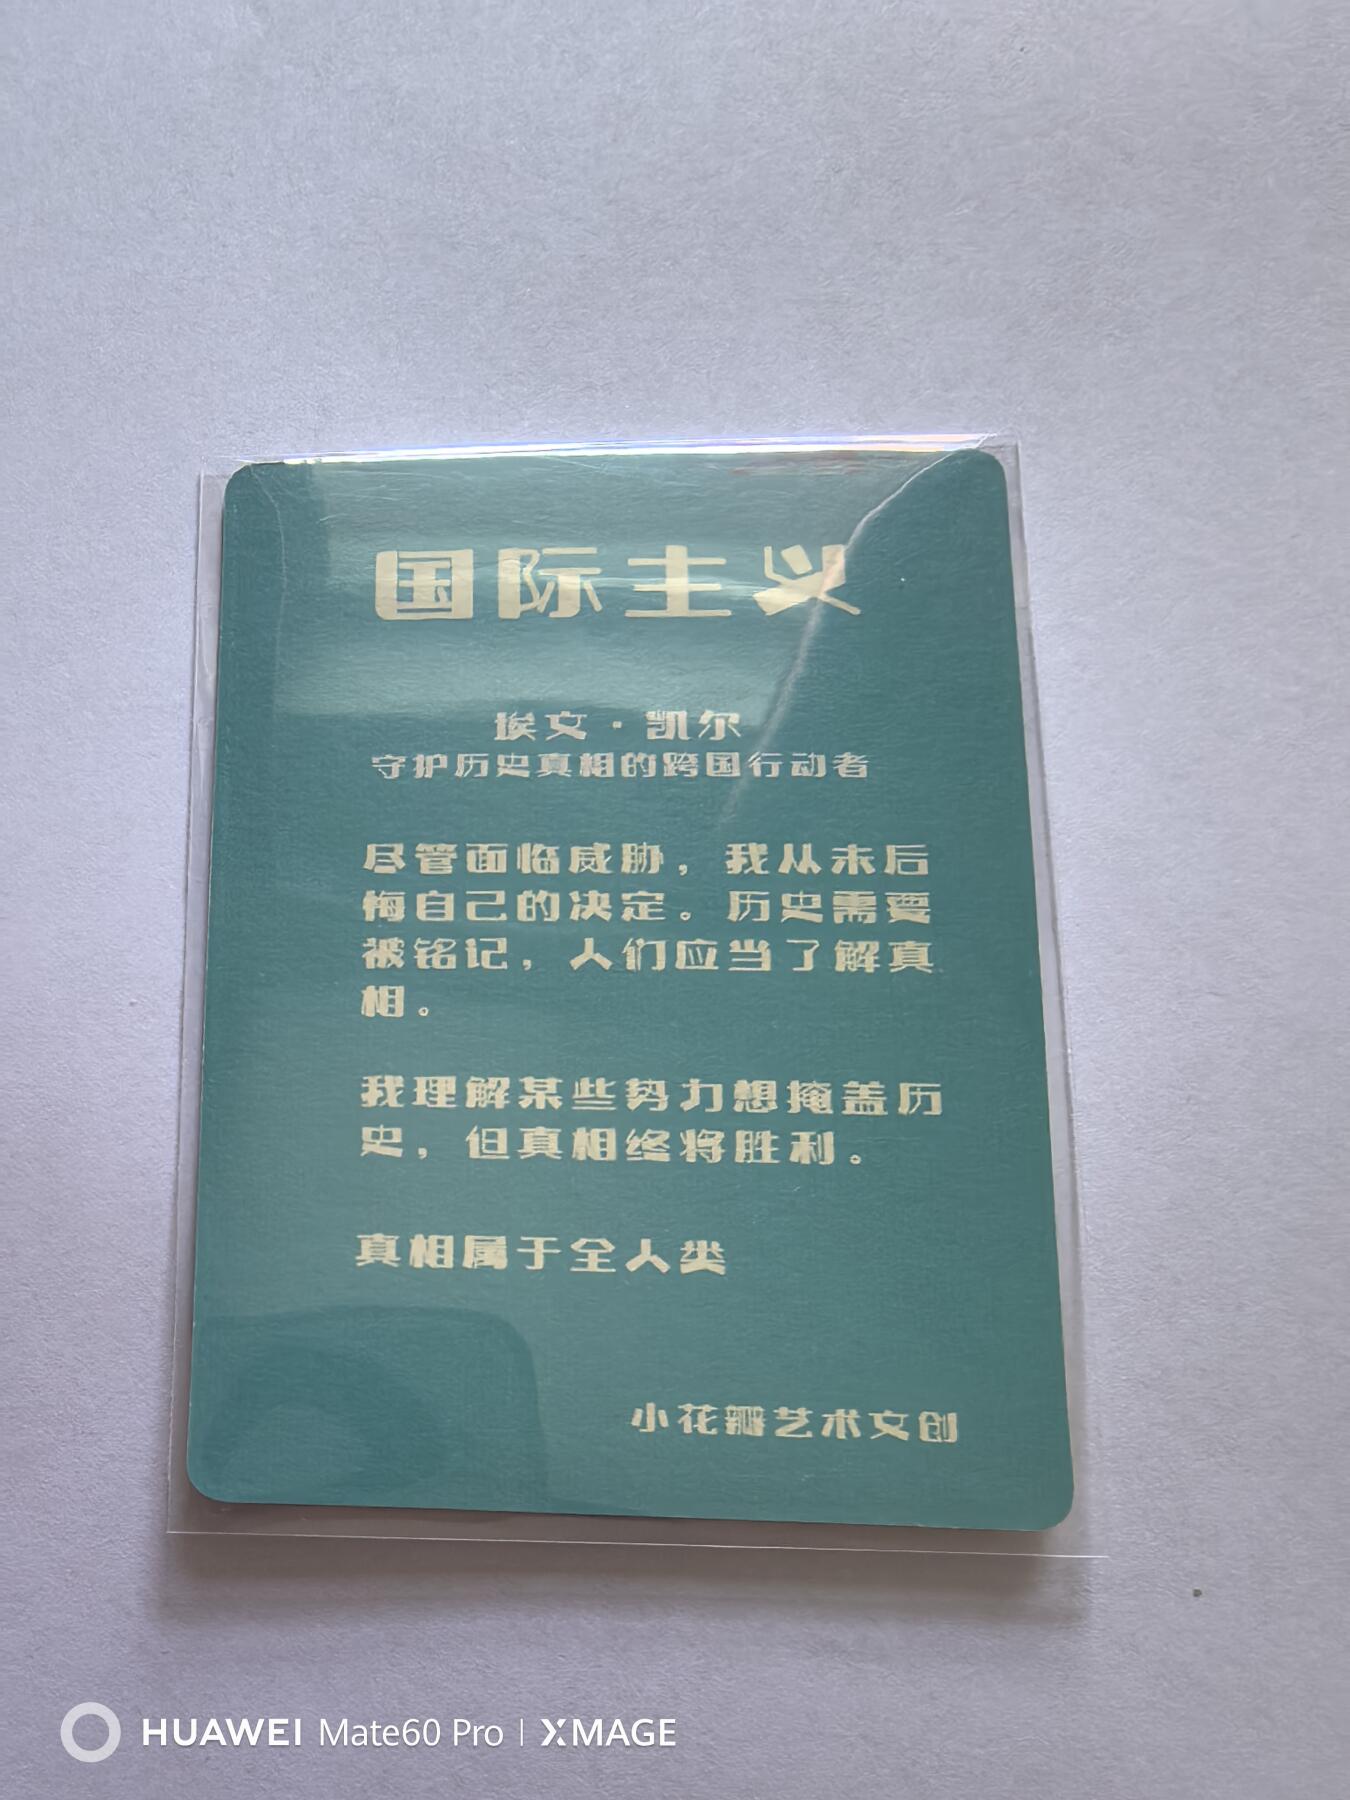 国际主义
埃文·凯尔
守护历史真相的跨国行动者
尽管面临威胁，我从未后
悔自己的决定。历史需要
被铭记，人们应当了解真
相。
我理解某些势力想掩盖历
史，但真相终将胜利。
真相属于全人类
小花瓣艺术文创
HUAWEI Mate60 Pro | XMAGE